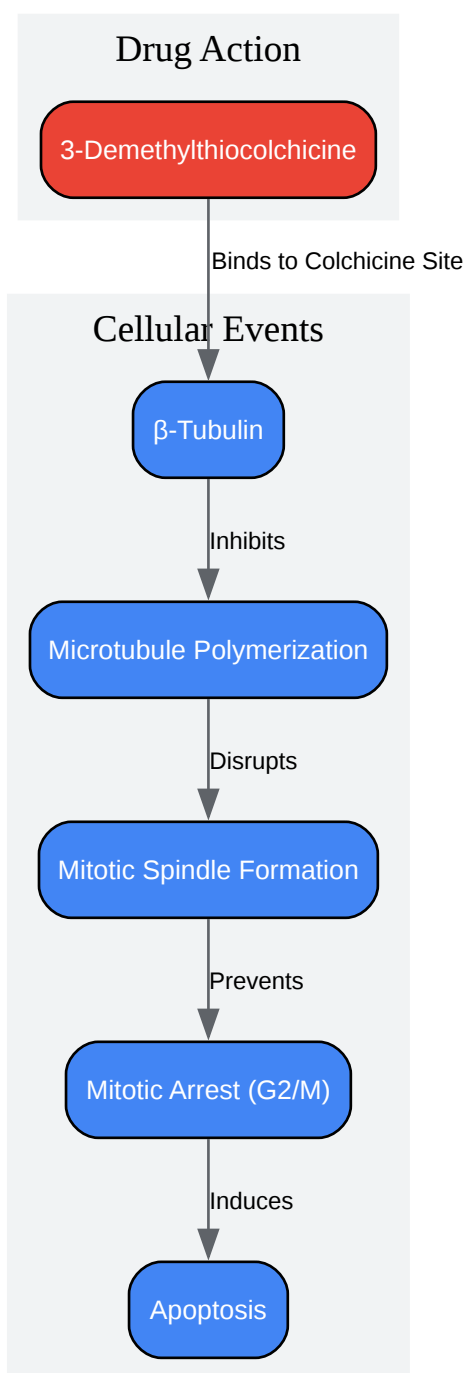 Drug Action
3-Demethylthiocolchicine
Binds to Colchicine Site
Cellular Events
β-Tubulin
Inhibits
Microtubule Polymerization
Disrupts
Mitotic Spindle Formation
Prevents
Mitotic Arrest (G2/M)
Induces
Apoptosis